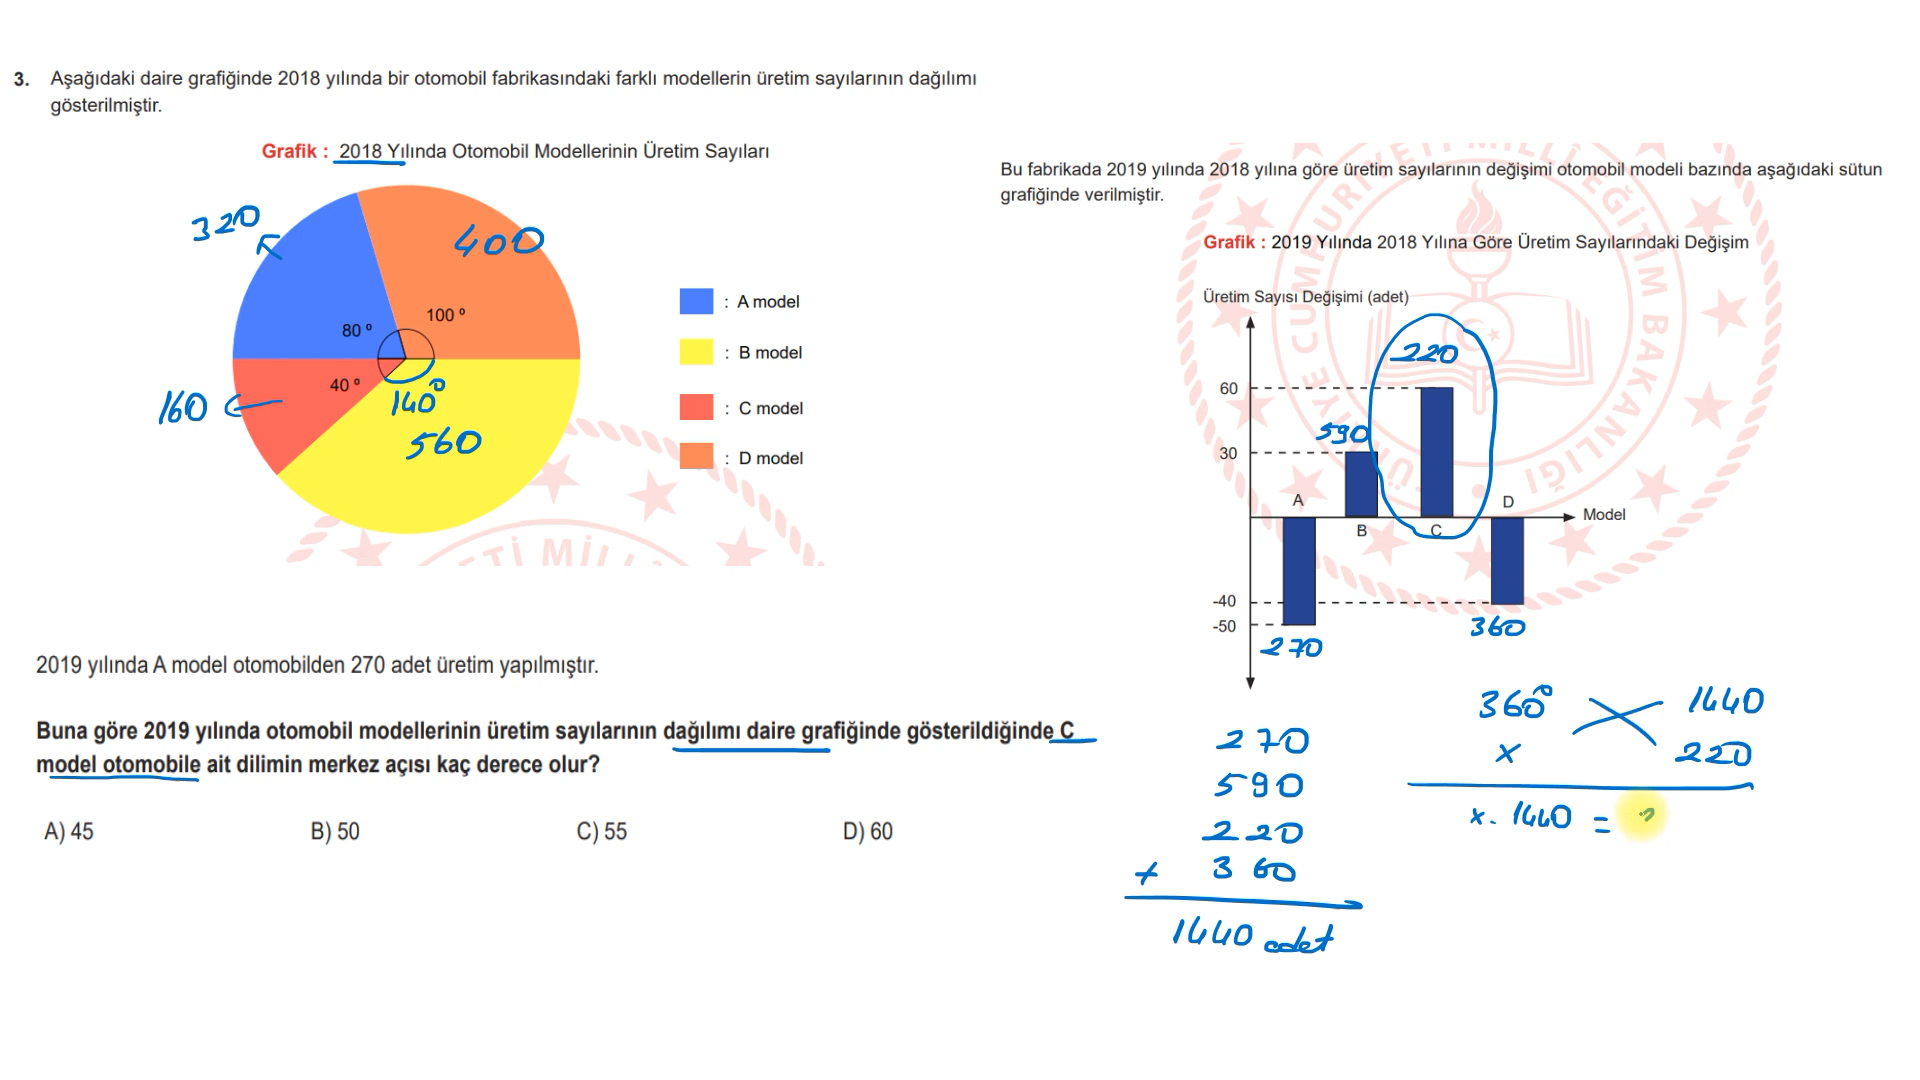 3. Aşağıdaki daire grafiğinde 2018 yılında bir otomobil fabrikasındaki farklı modellerin üretim sayılarının dağılımı
gösterilmiştir.
Grafik : 2018 Yılında Otomobil Modellerinin Üretim Sayıları
320
400
100 º
80 º
40 º
140°
160
560
: A model
: B model
: C model
: D model
Bu fabrikada 2019 yılında 2018 yılına göre üretim sayılarının değişimi otomobil modeli bazında aşağıdaki sütun
grafiğinde verilmiştir.
Grafik : 2019 Yılında 2018 Yılına Göre Üretim Sayılarındaki Değişim
Üretim Sayısı Değişimi (adet)
220
60
590
30
A
D
Model
B
C
-40
-50
360
270
2019 yılında A model otomobilden 270 adet üretim yapılmıştır.
Buna göre 2019 yılında otomobil modellerinin üretim sayılarının dağılımı daire grafiğinde gösterildiğinde C
model otomobile ait dilimin merkez açısı kaç derece olur?
A) 45 B) 50 C) 55 D) 60
270
590
220
+ 360
1440 adet
360° 1440
x 220
x. 1440 =